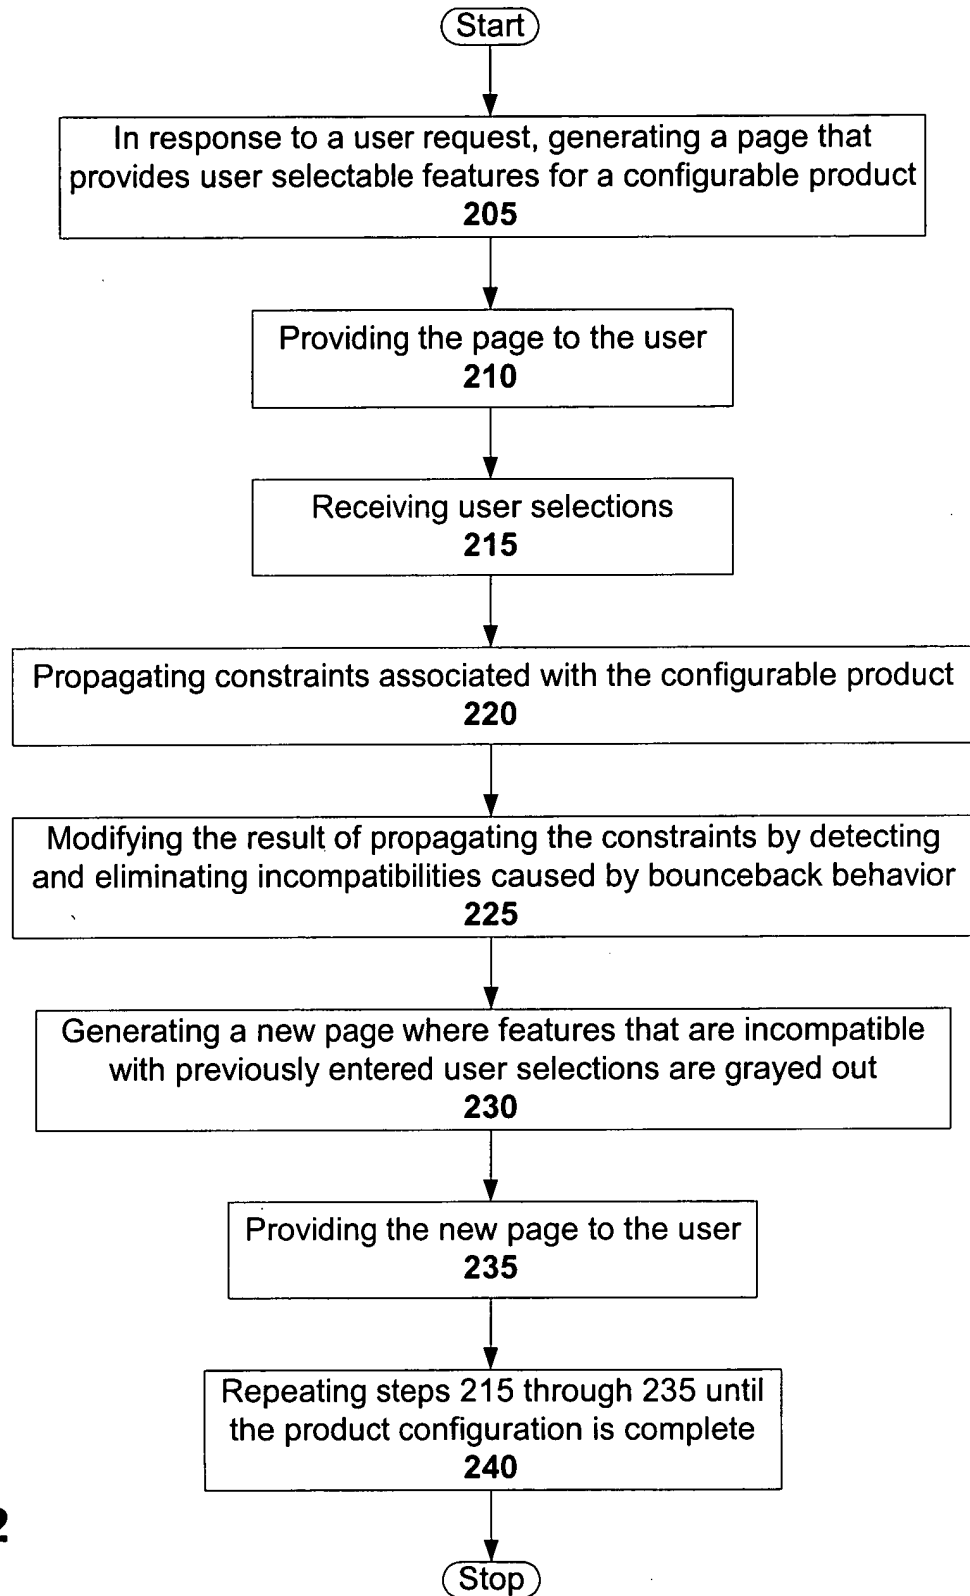 Start
In response to a user request, generating a page that
provides user selectable features for a configurable product
205
Providing the page to the user
210
Receiving user selections
215
Propagating constraints associated with the configurable product
220
Modifying the result of propagating the constraints by detecting
and eliminating incompatibilities caused by bounceback behavior
225
Generating a new page where features that are incompatible
with previously entered user selections are grayed out
230
Providing the new page to the user
235
Repeating steps 215 through 235 until
the product configuration is complete
240
2
Stop